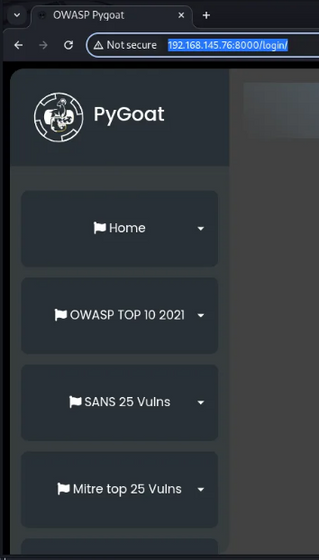 OWASP Pygoat
Not secure 192.168.145.76:8000/login/
PyGoat
Home
OWASP TOP 10 2021
SANS 25 Vulns
Mitre top 25 Vulns